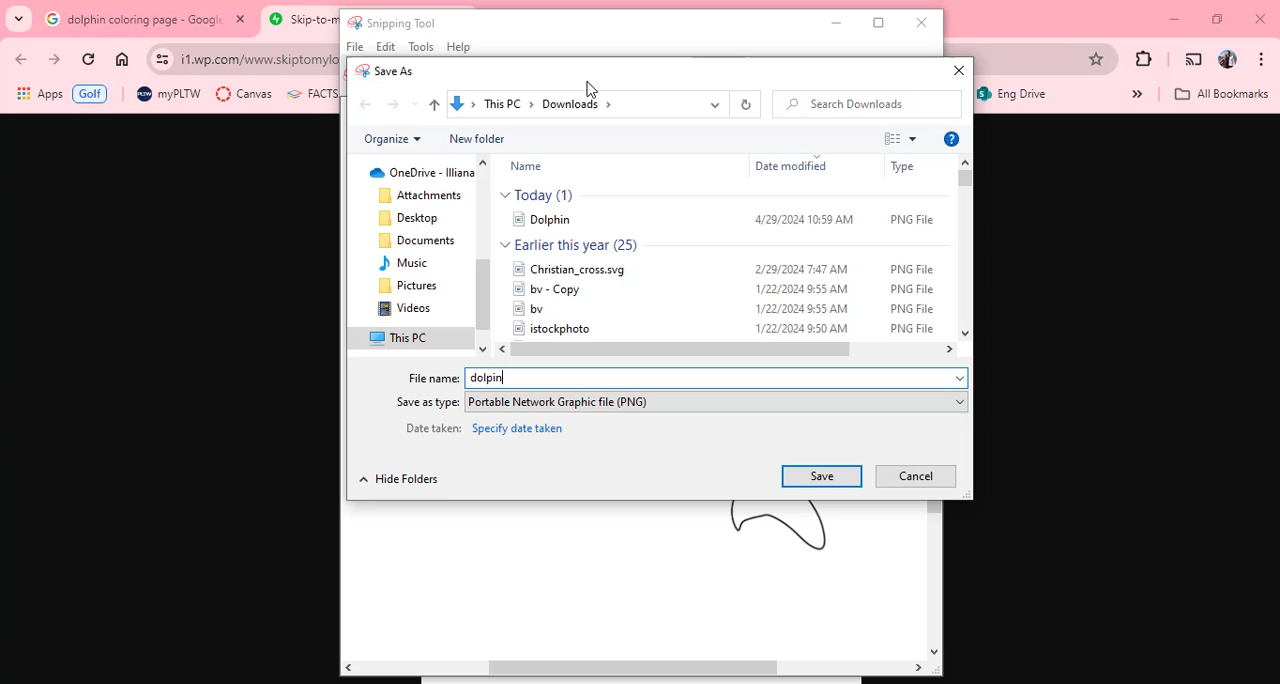 dolphin coloring page - Google
Skip-to-m
i1.wp.com/www.skiptomylo
Apps
Golf
myPLTW
Canvas
FACTS
Eng Drive
»
All Bookmarks
Snipping Tool
File Edit Tools Help
Save As
This PC > Downloads >
Search Downloads
Organize
New folder
?
OneDrive - Illiana
Attachments
Desktop
Documents
Music
Pictures
Videos
This PC
Name Date modified Type
Today (1)
Dolphin 4/29/2024 10:59 AM PNG File
Earlier this year (25)
Christian_cross.svg 2/29/2024 7:47 AM PNG File
bv - Copy 1/22/2024 9:55 AM PNG File
bv 1/22/2024 9:55 AM PNG File
istockphoto 1/22/2024 9:50 AM PNG File
File name: dolpin
Save as type: Portable Network Graphic file (PNG)
Date taken: Specify date taken
Hide Folders
Save
Cancel